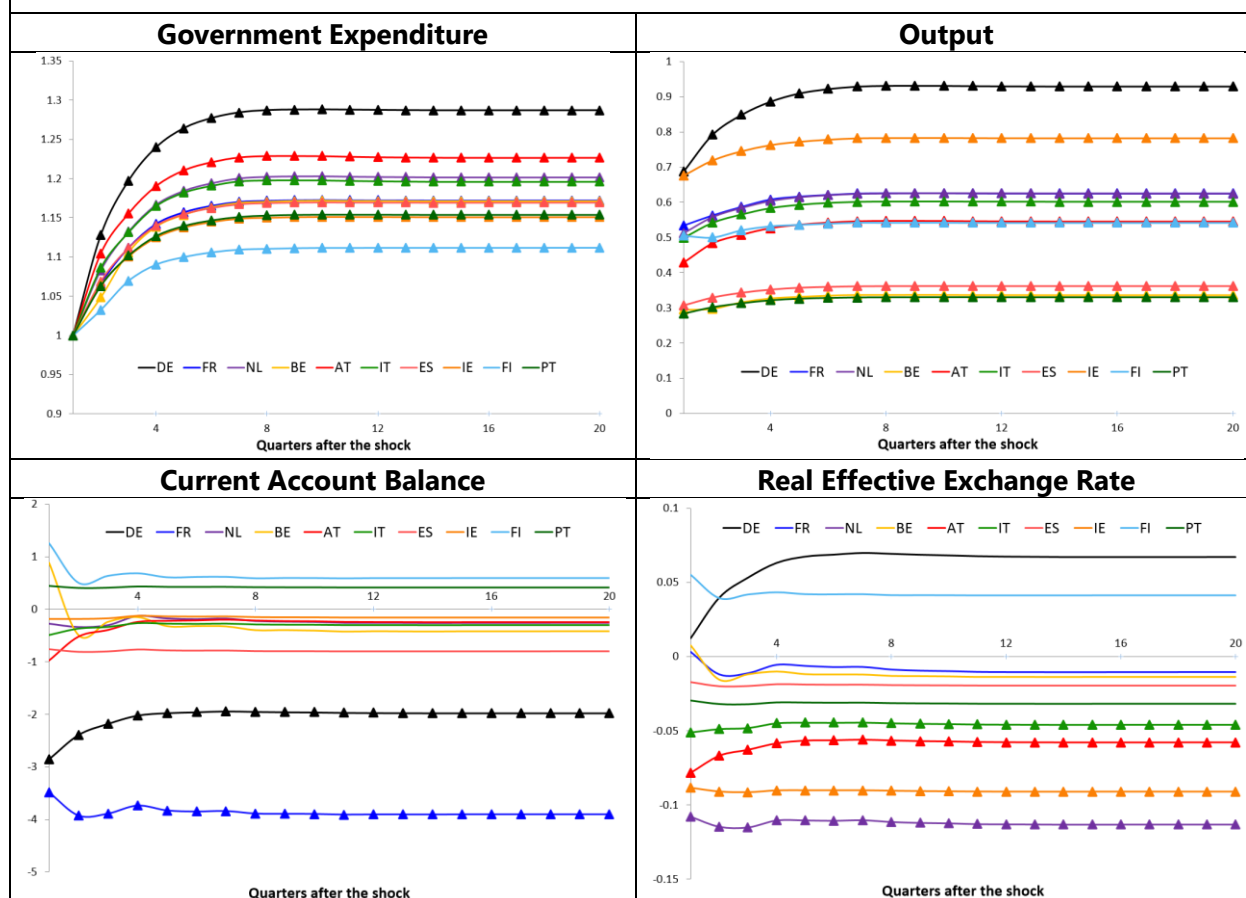 Government Expenditure
1.35
1.3
1.25
1.2
1.15
1.1
1.05
1
0.95
0.9
DE FR NL BE AT IT ES IE FI PT
4 8 12 16 20
Quarters after the shock
Output
1
0.9
0.8
0.7
0.6
0.5
0.4
0.3
0.2
0.1
0
DE FR NL BE AT IT ES IE FI PT
4 8 12 16 20
Quarters after the shock
Current Account Balance
2
1
0
-1
-2
-3
-4
-5
DE FR NL BE AT IT ES IE FI PT
4 8 12 16 20
Quarters after the shock
Real Effective Exchange Rate
0.1
0.05
0
-0.05
-0.1
-0.15
DE FR NL BE AT IT ES IE FI PT
4 8 12 16 20
Quarters after the shock